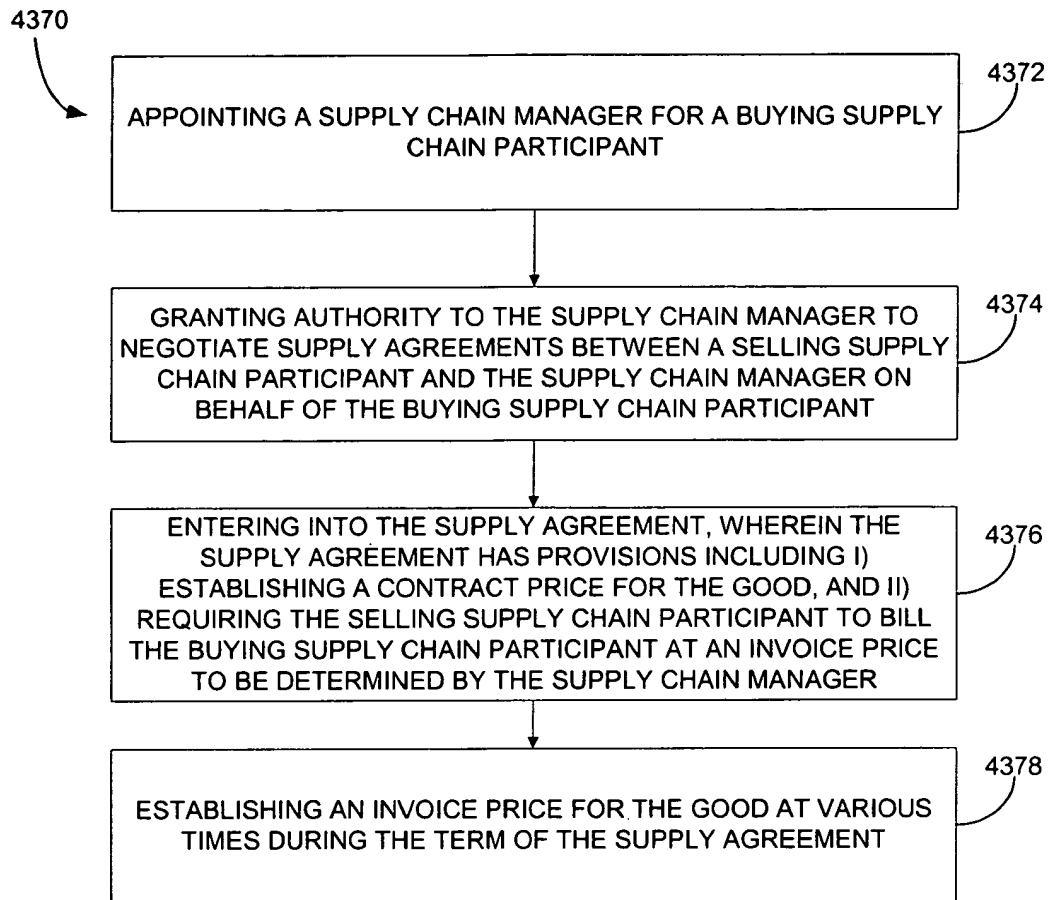 4370
4372
APPOINTING A SUPPLY CHAIN MANAGER FOR A BUYING SUPPLY
CHAIN PARTICIPANT
4374
GRANTING AUTHORITY TO THE SUPPLY CHAIN MANAGER TO
NEGOTIATE SUPPLY AGREEMENTS BETWEEN A SELLING SUPPLY
CHAIN PARTICIPANT AND THE SUPPLY CHAIN MANAGER ON
BEHALF OF THE BUYING SUPPLY CHAIN PARTICIPANT
4376
ENTERING INTO THE SUPPLY AGREEMENT, WHEREIN THE
SUPPLY AGREEMENT HAS PROVISIONS INCLUDING I)
ESTABLISHING A CONTRACT PRICE FOR THE GOOD, AND II)
REQUIRING THE SELLING SUPPLY CHAIN PARTICIPANT TO BILL
THE BUYING SUPPLY CHAIN PARTICIPANT AT AN INVOICE PRICE
TO BE DETERMINED BY THE SUPPLY CHAIN MANAGER
4378
ESTABLISHING AN INVOICE PRICE FOR THE GOOD AT VARIOUS
TIMES DURING THE TERM OF THE SUPPLY AGREEMENT